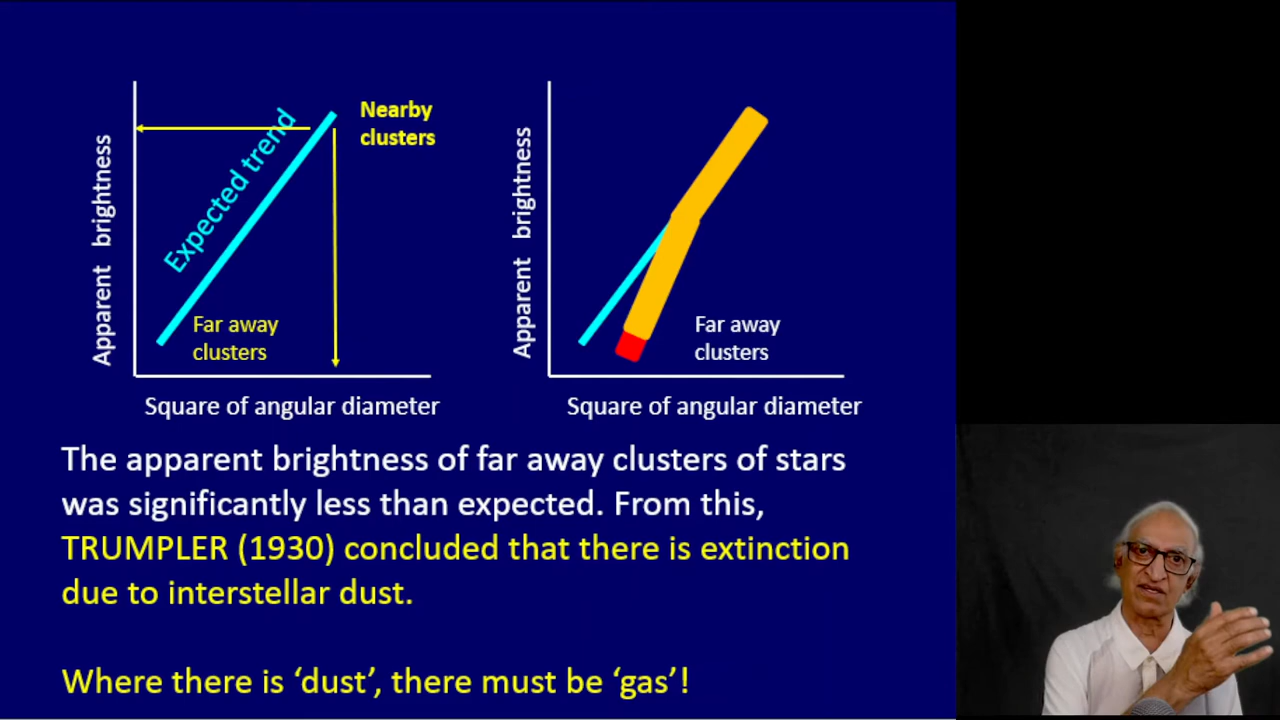 Apparent brightness
Expected trend
Nearby
clusters
Far away
clusters
Square of angular diameter
Apparent brightness
Far away
clusters
Square of angular diameter
The apparent brightness of far away clusters of stars
was significantly less than expected. From this,
TRUMPLER (1930) concluded that there is extinction
due to interstellar dust.
Where there is ‘dust’, there must be ‘gas’!